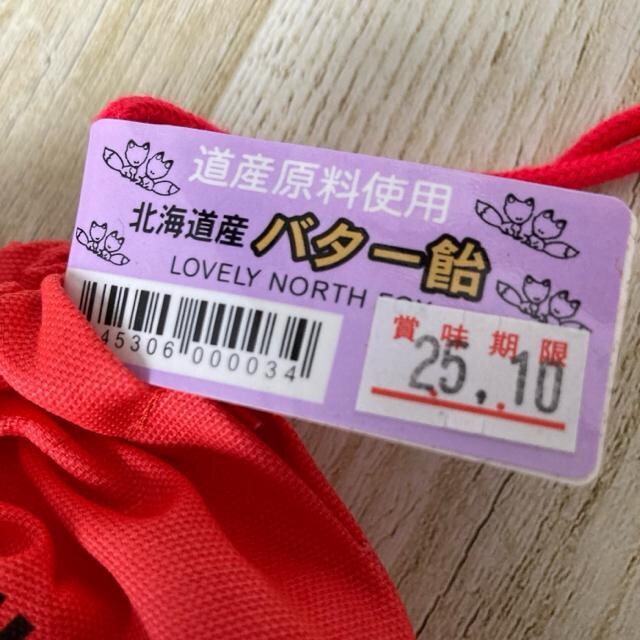 道産原料使用
北海道産 バター飴
LOVELY NORTH
45306 000034
賞味期限
25.10